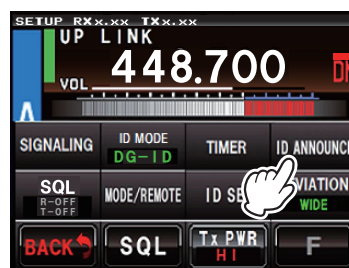 SETUP RXx.xx TXx.xx
UP LINK
VOL 448.700
SIGNALING ID MODE TIMER ID ANNOUNC
DG-ID
SQL MODE/REMOTE ID SE VIATION
R-OFF WIDE
T-OFF
BACK SQL TX PWR F
HI